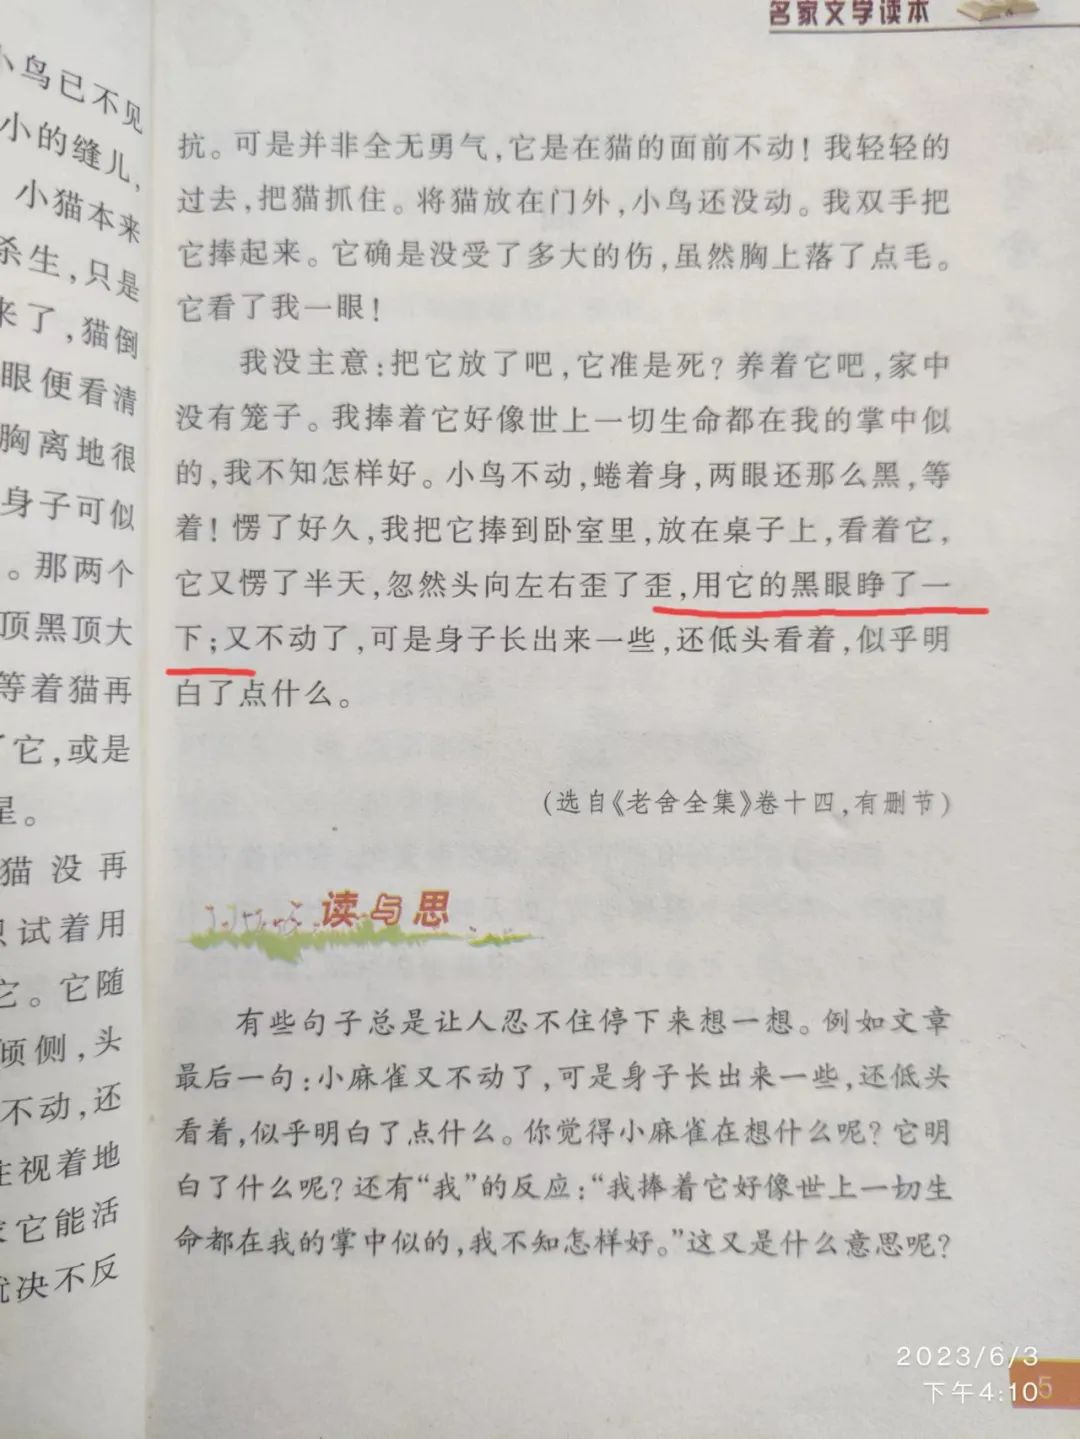 名家文学读本
小鸟已不见
小的缝儿,
小猫本来
杀生,只是
来了,猫倒
眼便看清
胸离地很
身子可似
。那两个
顶黑顶大
等着猫再
了它,或是
星。
猫没再
只试着用
它。它随
倾侧,头
不动,还
注视着地
它能活
决不反
抗。可是并非全无勇气,它是在猫的面前不动!我轻轻的
过去,把猫抓住。将猫放在门外,小鸟还没动。我双手把
它捧起来。它确是没受了多大的伤,虽然胸上落了点毛。
它看了我一眼!
我没主意:把它放了吧,它准是死?养着它吧,家中
没有笼子。我捧着它好像世上一切生命都在我的掌中似
的,我不知怎样好。小鸟不动,蜷着身,两眼还那么黑,等
着!愣了好久,我把它捧到卧室里,放在桌子上,看着它,
它又愣了半天,忽然头向左右歪了歪,用它的黑眼睁了一
下;又不动了,可是身子长出来一些,还低头看着,似乎明
白了点什么。
(选自《老舍全集》卷十四,有删节)
读与思
有些句子总是让人忍不住停下来想一想。例如文章
最后一句:小麻雀又不动了,可是身子长出来一些,还低头
看着,似乎明白了点什么。你觉得小麻雀在想什么呢?它明
白了什么呢?还有“我”的反应:“我捧着它好像世上一切生
命都在我的掌中似的,我不知怎样好。”这又是什么意思呢?
2023/6/3
下午4:10
5